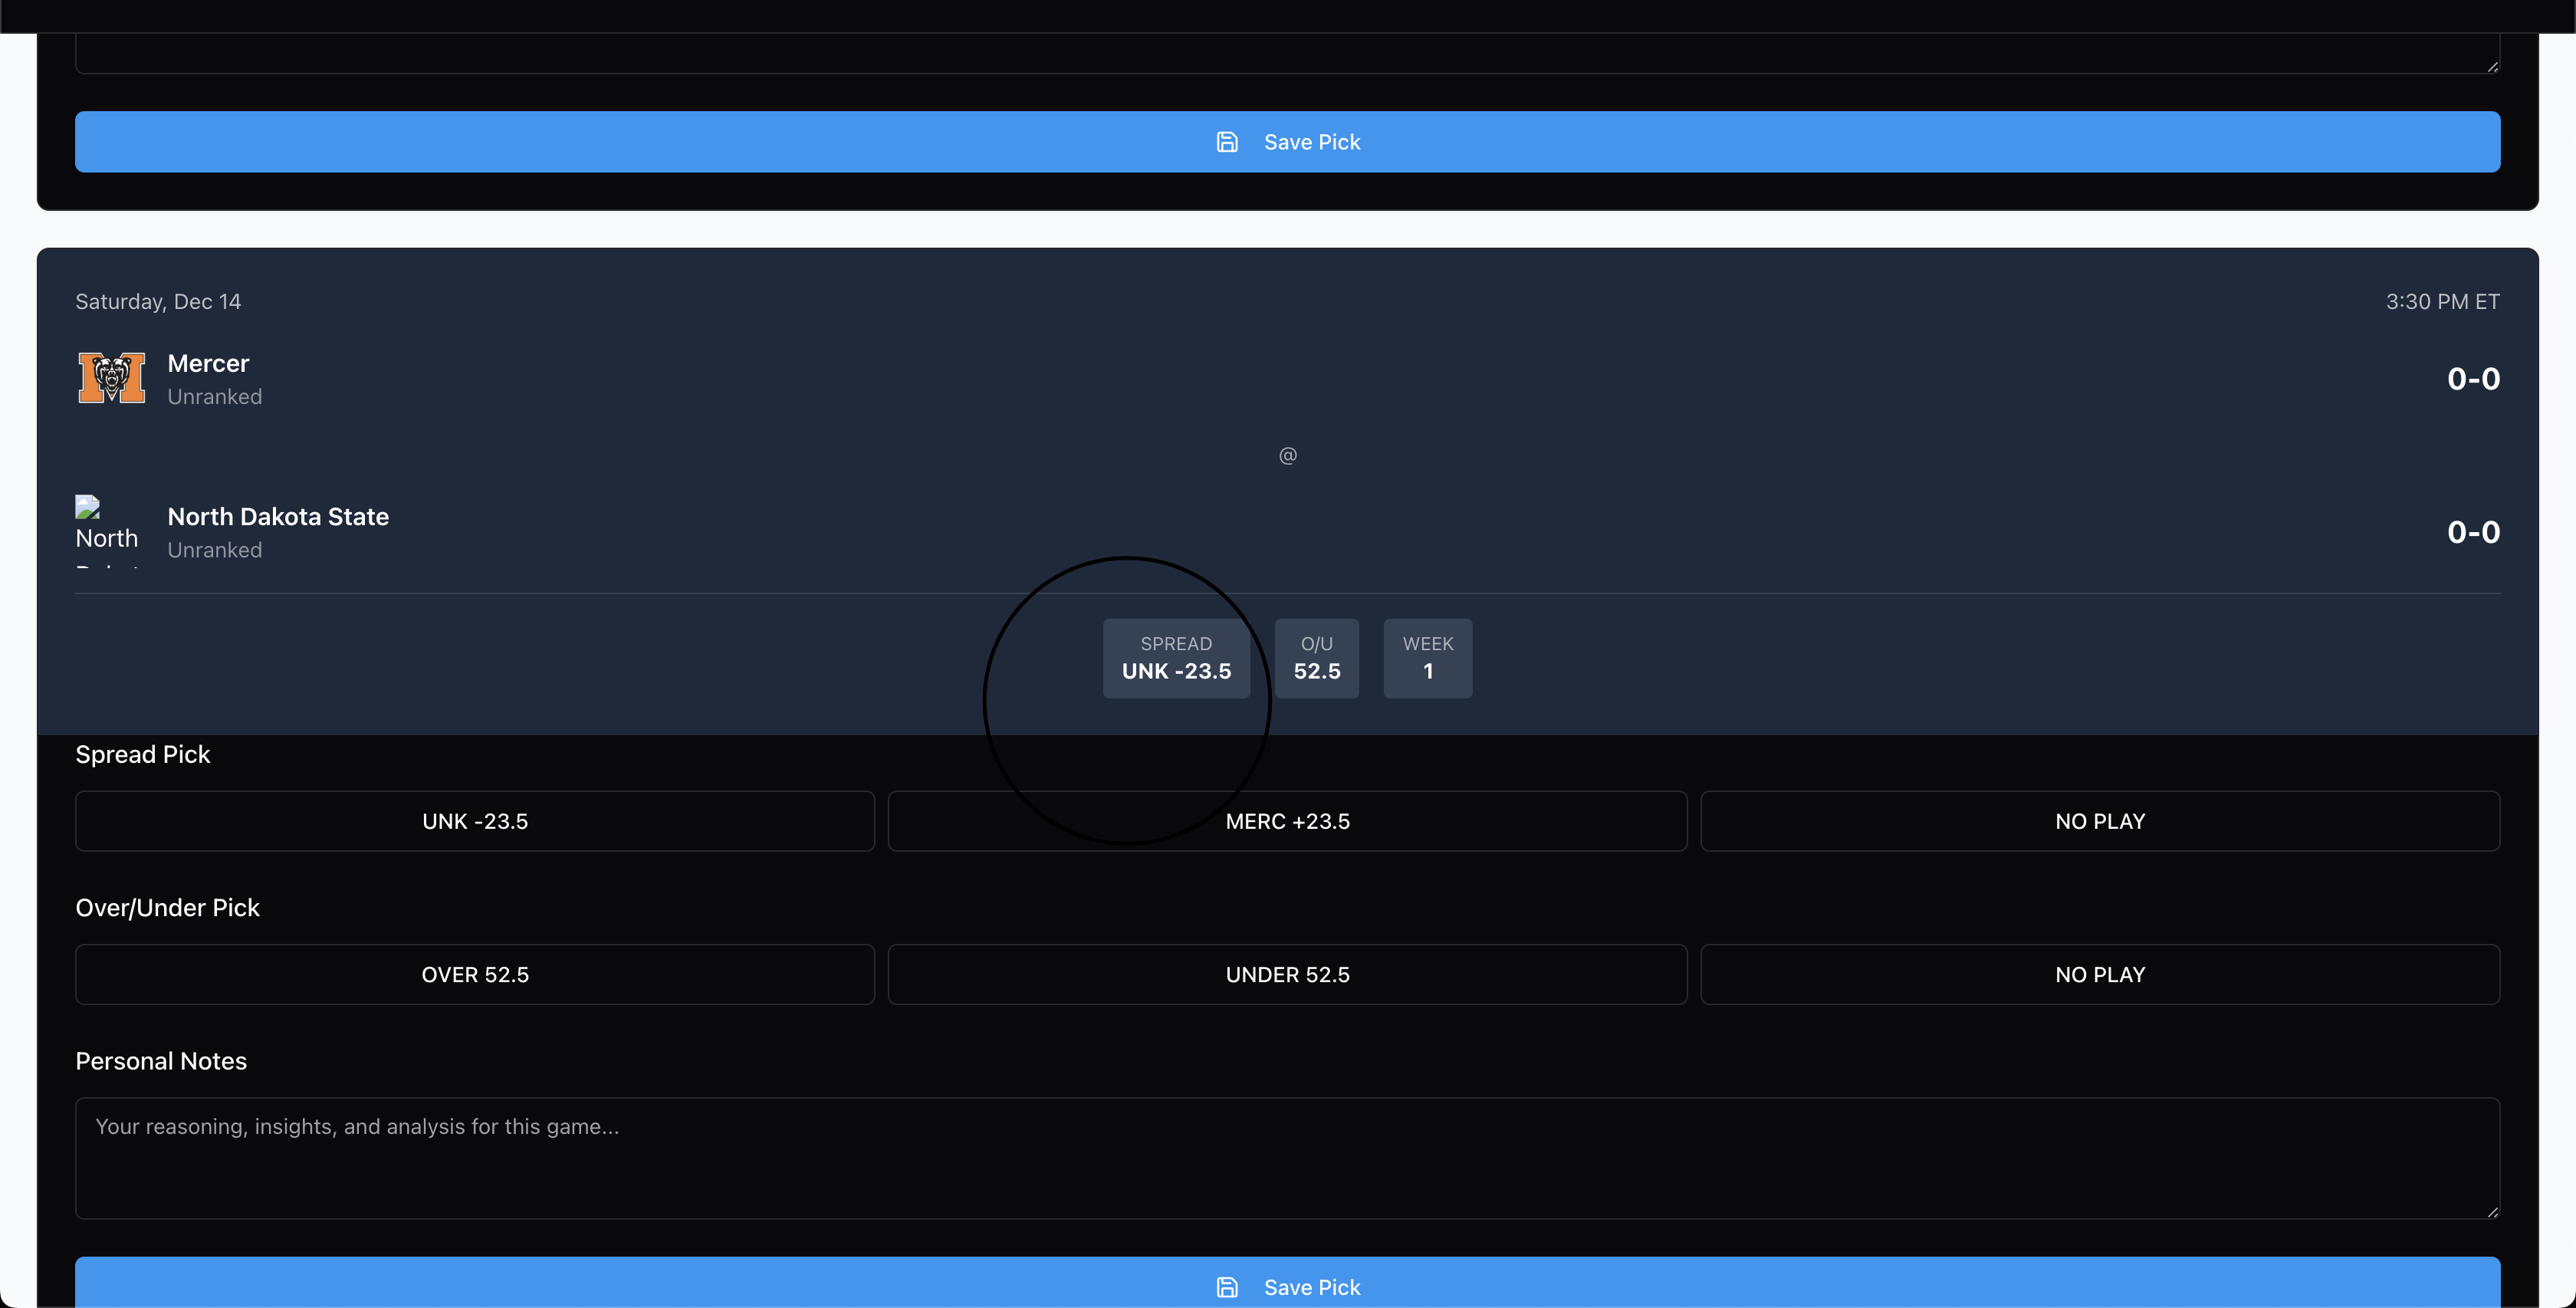 Save Pick
Saturday, Dec 14
3:30 PM ET
M
Mercer
Unranked
0-0
@
North
North Dakota State
Unranked
0-0
SPREAD
UNK -23.5
O/U
52.5
WEEK
1
Spread Pick
UNK -23.5
MERC +23.5
NO PLAY
Over/Under Pick
OVER 52.5
UNDER 52.5
NO PLAY
Personal Notes
Your reasoning, insights, and analysis for this game...
Save Pick